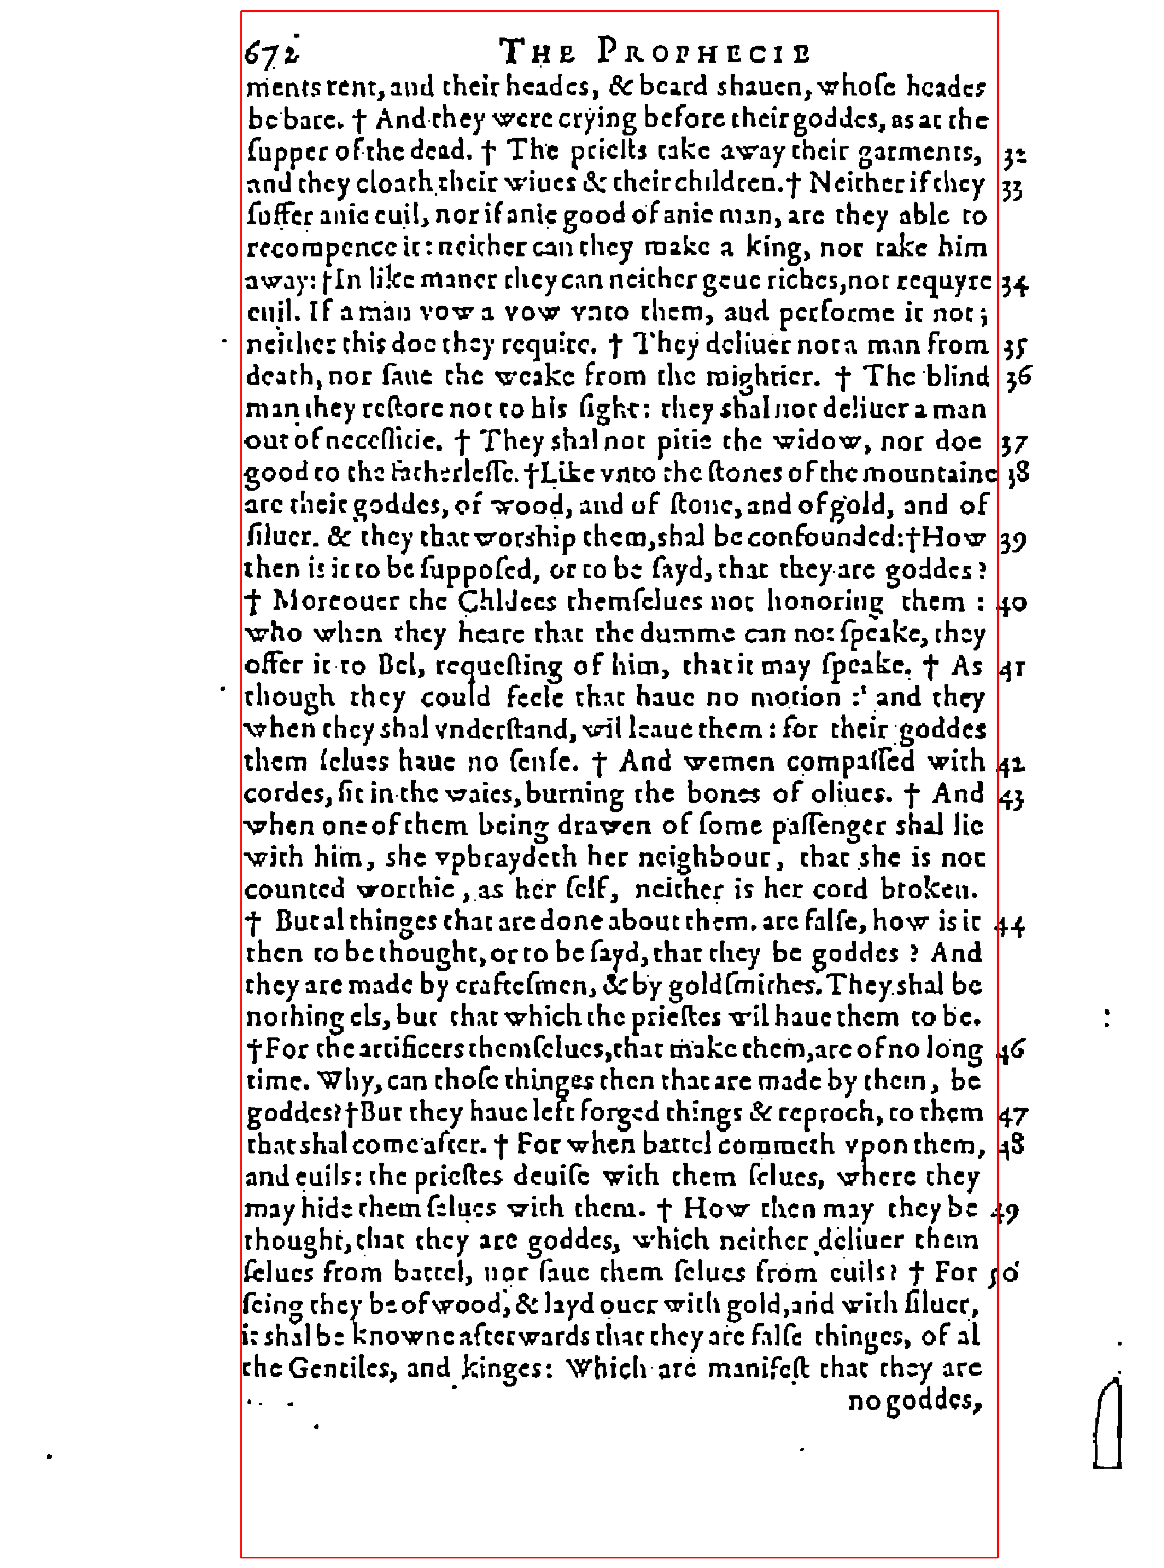 672 THE PROPHECIE
ments rent, and their heades, & beard shauen, whoſe heades
be bare. † And they were crying before their goddes, as at the
ſupper of the dead. † The prieſts take away their garments, 32
and they cloath their wiues & their children. † Neither if they 33
ſuffer anie euil, nor if anie good of anie man, are they able to
recompence it: neither can they make a king, nor take him
away: † In like maner they can neither geue riches, nor requyre 34
euil. If a man vow a vow vnto them, and performe it not;
neither this doe they require. † They deliuer not a man from 35
death, nor ſaue the weake from the mightier. † The blind 36
man they reſtore not to his ſight: they shal not deliuer a man
out of neceſſitie. † They shal not pitie the widow, nor doe 37
good to the fatherleſſe. † Like vnto the ſtones of the mountaine 38
are their goddes, of wood, and of ſtone, and of gold, and of
ſiluer. & they that worship them, shal be confounded: † How 39
then is it to be ſuppoſed, or to be ſayd, that they are goddes?
† Moreouer the Chldees themſelues not honoring them : 40
who when they heare that the dumme can not ſpeake, they
offer it to Bel, requeſting of him, that it may ſpeake. † As 41
though they could feele that haue no motion : and they
when they shal vnderſtand, wil leaue them : for their goddes
them ſelues haue no ſenſe. † And wemen compaſſed with 42
cordes, ſit in the waies, burning the bones of oliues. † And 43
when one of them being drawen of ſome paſſenger shal lie
with him, she vpbraydeth her neighbour, that she is not
counted worthie, as her ſelf, neither is her cord broken.
† But al thinges that are done about them. are falſe, how is it 44
then to be thought, or to be ſayd, that they be goddes ? And
they are made by crafteſmen, & by goldſmithes. They shal be
nothing els, but that which the prieſtes wil haue them to be.
† For the artificers themſelues, that make them, are of no long 46
time. Why, can thoſe thinges then that are made by them, be
goddes? † But they haue left forged things & reproch, to them 47
that shal come after. † For when battel commeth vpon them, 48
and euils: the prieſtes deuiſe with them ſelues, where they
may hide them ſelues with them. † How then may they be 49
thought, that they are goddes, which neither deliuer them
ſelues from battel, nor ſaue them ſelues from euils? † For 50
ſeing they be of wood, & layd ouer with gold, and with ſiluer,
it shal be knowne afterwards that they are falſe thinges, of al
the Gentiles, and kinges: Which are manifeſt that they are
no goddes,